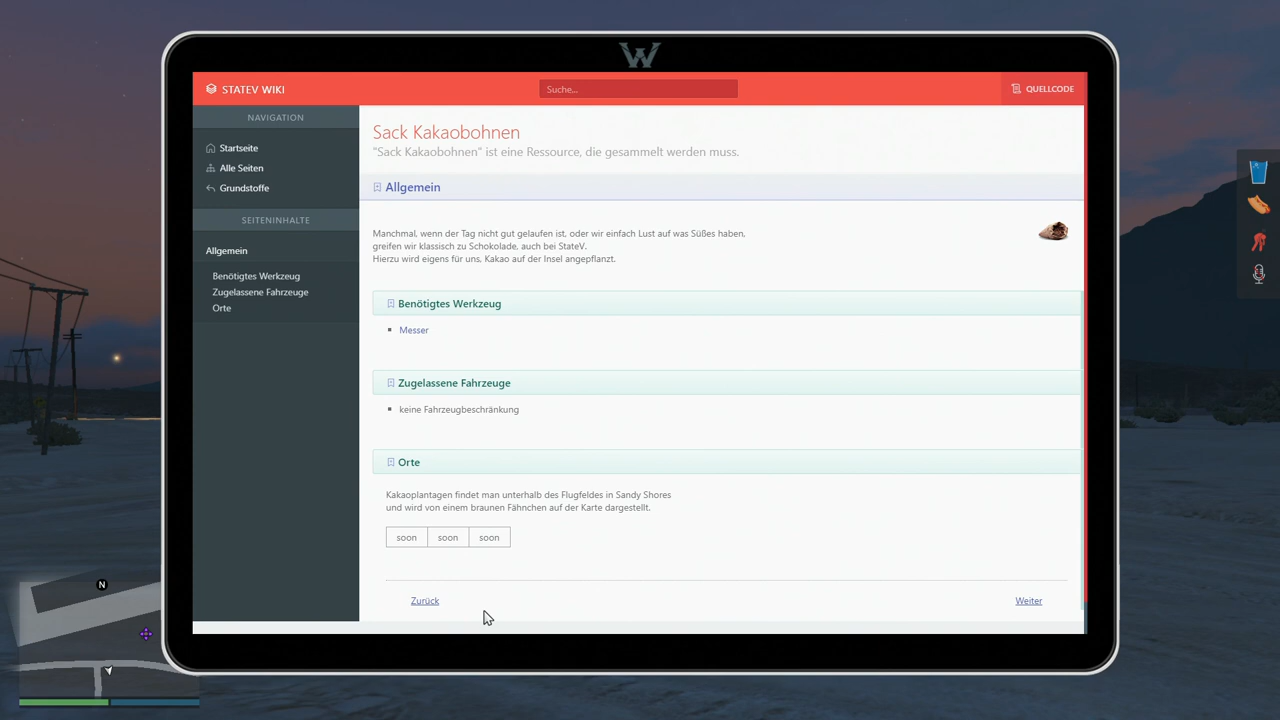 W
STATEV WIKI
Suche...
QUELLCODE
NAVIGATION
Startseite
Alle Seiten
Grundstoffe
SEITENINHALTE
Allgemein
Benötigtes Werkzeug
Zugelassene Fahrzeuge
Orte
Sack Kakaobohnen
"Sack Kakaobohnen" ist eine Ressource, die gesammelt werden muss.
Allgemein
Manchmal, wenn der Tag nicht gut gelaufen ist, oder wir einfach Lust auf was Süßes haben,
greifen wir klassisch zu Schokolade, auch bei StateV.
Hierzu wird eigens für uns, Kakao auf der Insel angepflanzt.
Benötigtes Werkzeug
Messer
Zugelassene Fahrzeuge
keine Fahrzeugbeschränkung
Orte
Kakaoplantagen findet man unterhalb des Flugfeldes in Sandy Shores
und wird von einem braunen Fähnchen auf der Karte dargestellt.
soon soon soon
Zurück
Weiter
N